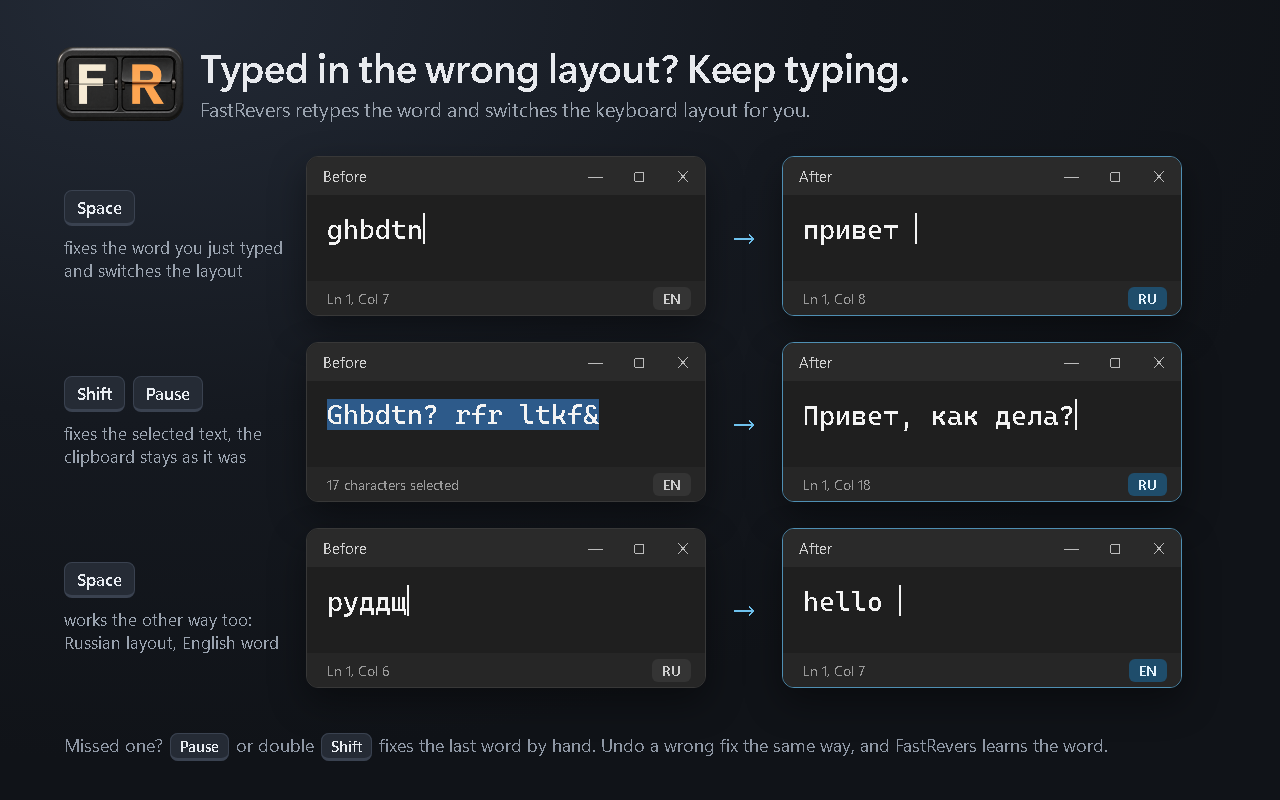 FR
Typed in the wrong layout? Keep typing.
FastRevers retypes the word and switches the keyboard layout for you.
Space
fixes the word you just typed
and switches the layout
Before
ghbdtn
Ln 1, Col 7
EN
→
After
привет
Ln 1, Col 8
RU
Shift Pause
fixes the selected text, the
clipboard stays as it was
Before
Ghbdtn? rfr ltkf&
17 characters selected
EN
→
After
Привет, как дела?
Ln 1, Col 18
RU
Space
works the other way too:
Russian layout, English word
Before
руддщ
Ln 1, Col 6
RU
→
After
hello
Ln 1, Col 7
EN
Missed one? Pause or double Shift fixes the last word by hand. Undo a wrong fix the same way, and FastRevers learns the word.